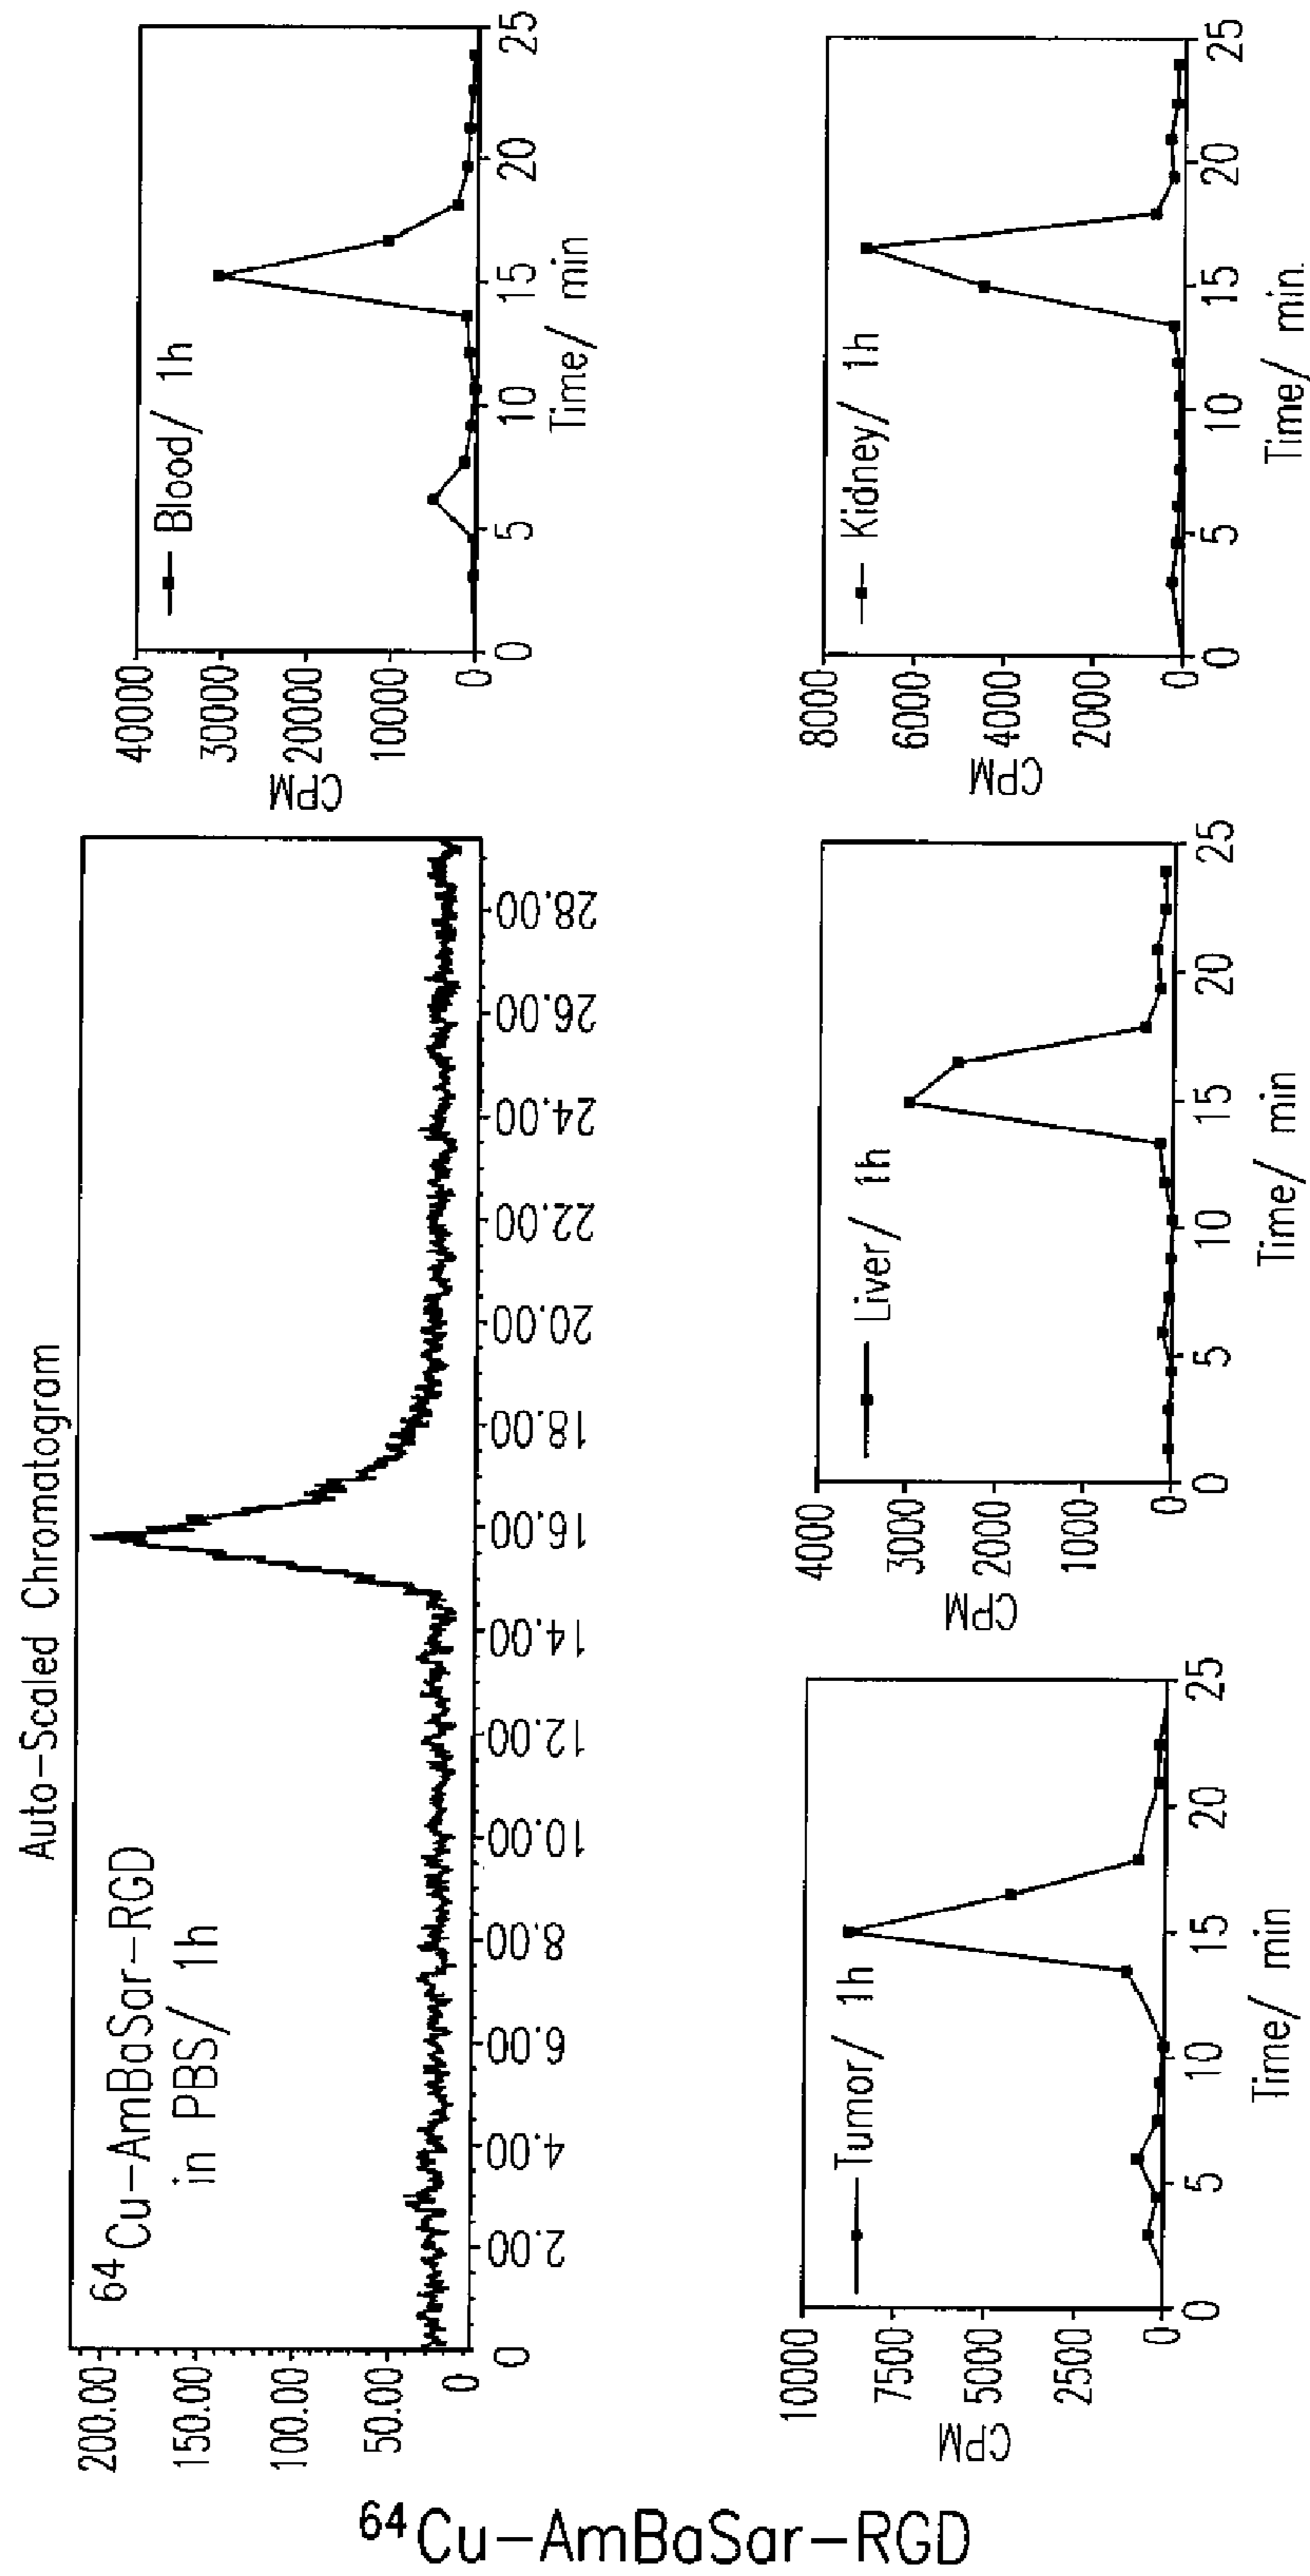 ⁶⁴Cu-AmBaSar-RGD
Auto-Scaled Chromatogram
⁶⁴Cu-AmBaSar-RGD
in PBS/ 1h
200.00
150.00
100.00
50.00
0
0 2.00 4.00 6.00 8.00 10.00 12.00 14.00 16.00 18.00 20.00 22.00 24.00 26.00 28.00
Blood/ 1h
CPM
40000
30000
20000
10000
0
0 5 10 15 20 25
Time/ min
Tumor/ 1h
CPM
10000
7500
5000
2500
0
0 5 10 15 20 25
Time/ min
Liver/ 1h
CPM
4000
3000
2000
1000
0
0 5 10 15 20 25
Time/ min
Kidney/ 1h
CPM
8000
6000
4000
2000
0
0 5 10 15 20 25
Time/ min.